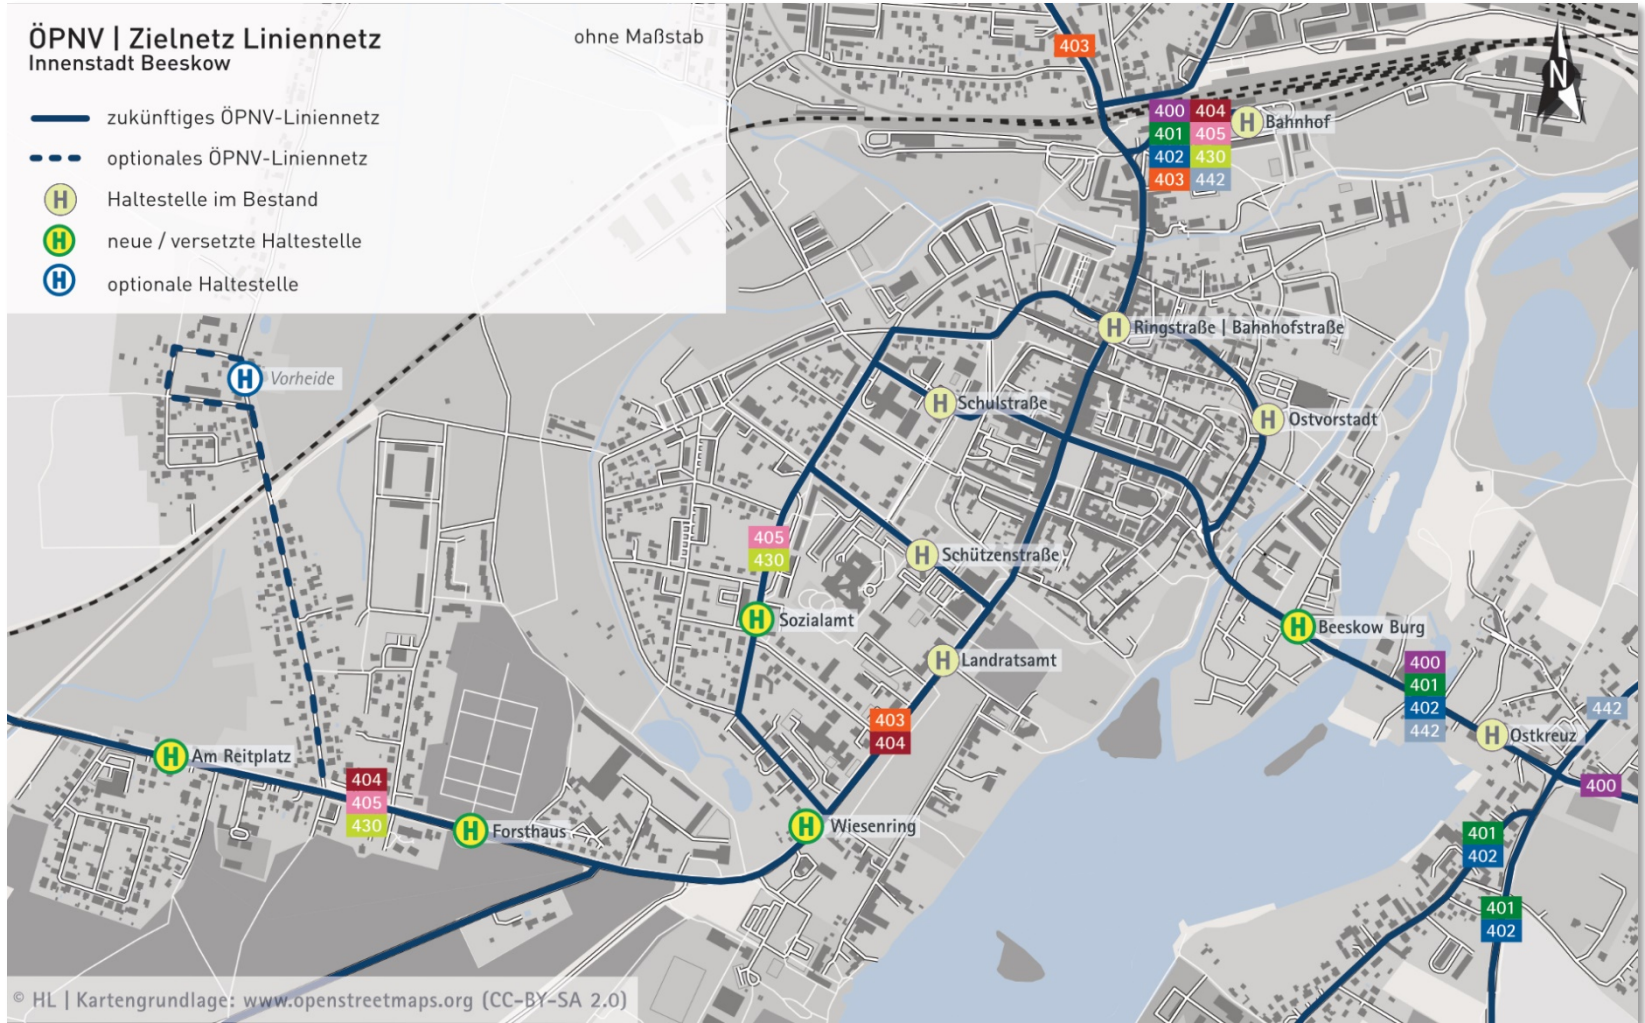 ÖPNV | Zielnetz Liniennetz
ohne Maßstab
Innenstadt Beeskow
zukünftiges ÖPNV-Liniennetz
optionales ÖPNV-Liniennetz
H Haltestelle im Bestand
H neue / versetzte Haltestelle
H optionale Haltestelle
403
N
400 404
401 405
402 430
403 442
H Bahnhof
H Ringstraße | Bahnhofstraße
H Vorheide
H Schulstraße
H Ostvorstadt
405
430
H Schützenstraße
H Sozialamt
H Beeskow Burg
H Landratsamt
400
401
402
442
403
404
442
H Ostkreuz
H Am Reitplatz
404
405
430
400
H Forsthaus
H Wiesenring
401
402
401
402
© HL | Kartengrundlage: www.openstreetmaps.org (CC-BY-SA 2.0)